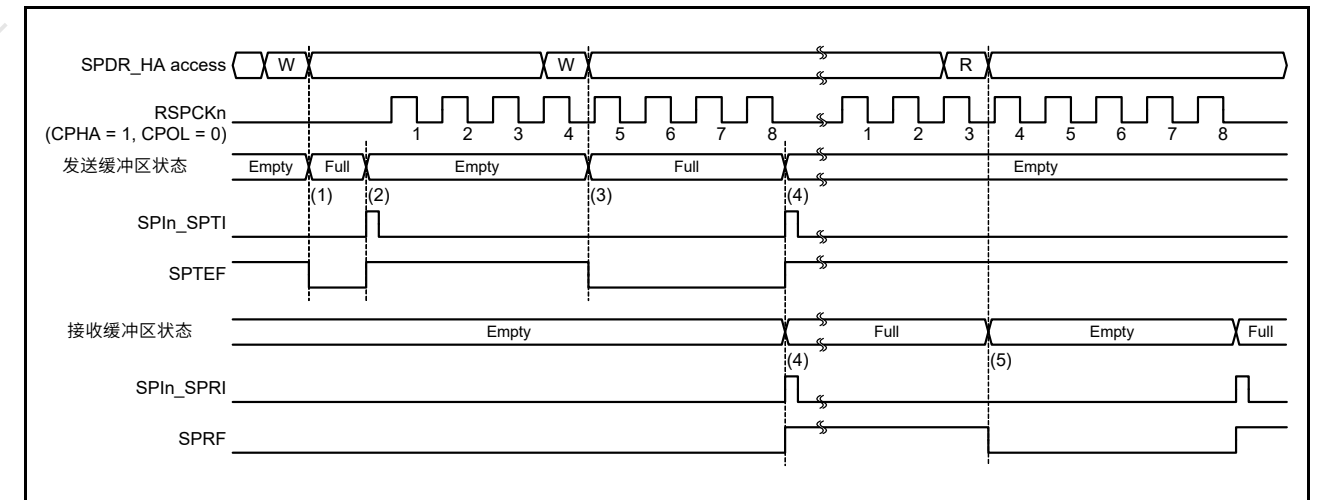 SPDR_HA access W W R
RSPCKn
(CPHA = 1, CPOL = 0) 1 2 3 4 5 6 7 8 1 2 3 4 5 6 7 8
发送缓冲区状态 Empty Full Empty Full Empty
(1) (2) (3) (4)
SPIn_SPTI
SPTEF
接收缓冲区状态 Empty Full Empty Full
(4) (5)
SPIn_SPRI
SPRF